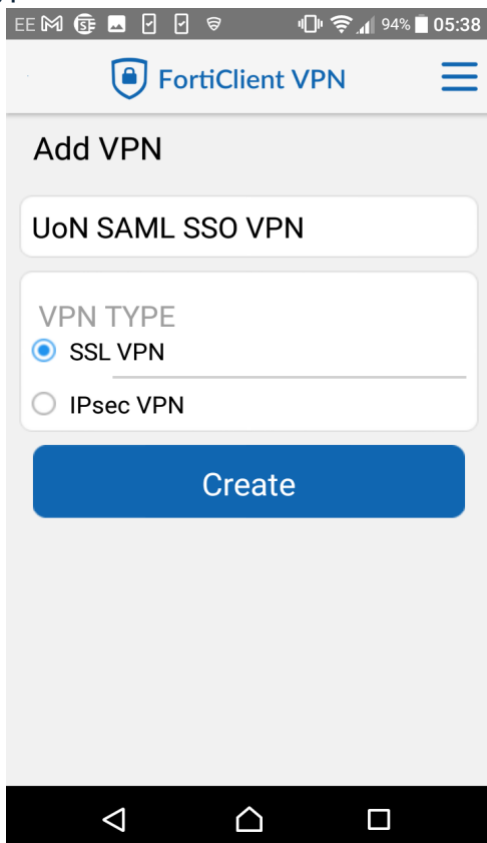 EE 94% 05:38
FortiClient VPN
Add VPN
UoN SAML SSO VPN
VPN TYPE
SSL VPN
IPsec VPN
Create